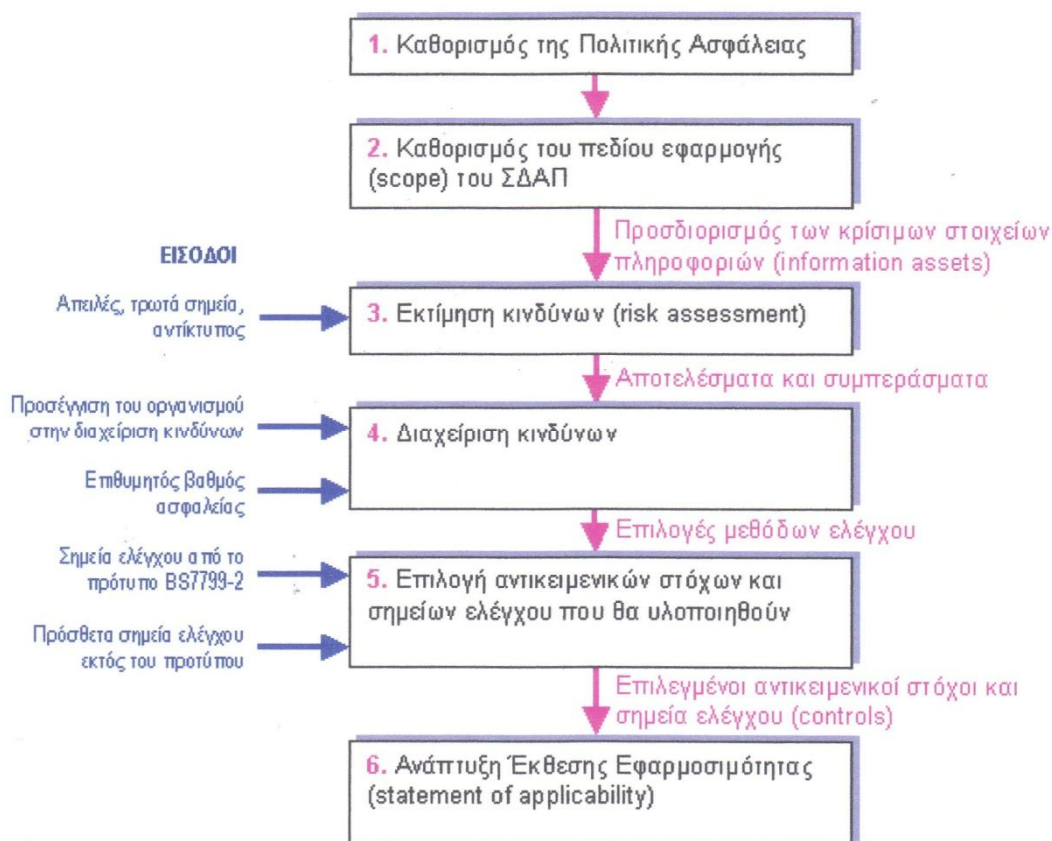 1. Καθορισμός της Πολιτικής Ασφάλειας
2. Καθορισμός του πεδίου εφαρμογής
(scope) του ΣΔΑΠ
Προσδιορισμός των κρίσιμων στοιχείων
πληροφοριών (information assets)
ΕΙΣΟΔΟΙ
Απειλές, τρωτά σημεία,
αντίκτυπος
3. Εκτίμηση κινδύνων (risk assessment)
Αποτελέσματα και συμπεράσματα
Προσέγγιση του οργανισμού
στην διαχείριση κινδύνων
4. Διαχείριση κινδύνων
Επιθυμητός βαθμός
ασφαλείας
Επιλογές μεθόδων ελέγχου
Σημεία ελέγχου από το
πρότυπο BS7799-2
5. Επιλογή αντικειμενικών στόχων και
σημείων ελέγχου που θα υλοποιηθούν
Πρόσθετα σημεία ελέγχου
εκτός του προτύπου
Επιλεγμένοι αντικειμενικοί στόχοι και
σημεία ελέγχου (controls)
6. Ανάπτυξη Έκθεσης Εφαρμοσιμότητας
(statement of applicability)